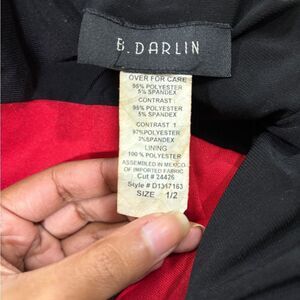 B. DARLIN
OVER FOR CARE
95% POLYESTER
5% SPANDEX
CONTRAST
95% POLYESTER
5% SPANDEX
CONTRAST 1
97% POLYESTER
3% SPANDEX
LINING
100% POLYESTER
ASSEMBLED IN MEXICO
OF IMPORTED FABRIC
Cut # 24426
Style # D1317163
SIZE 1/2